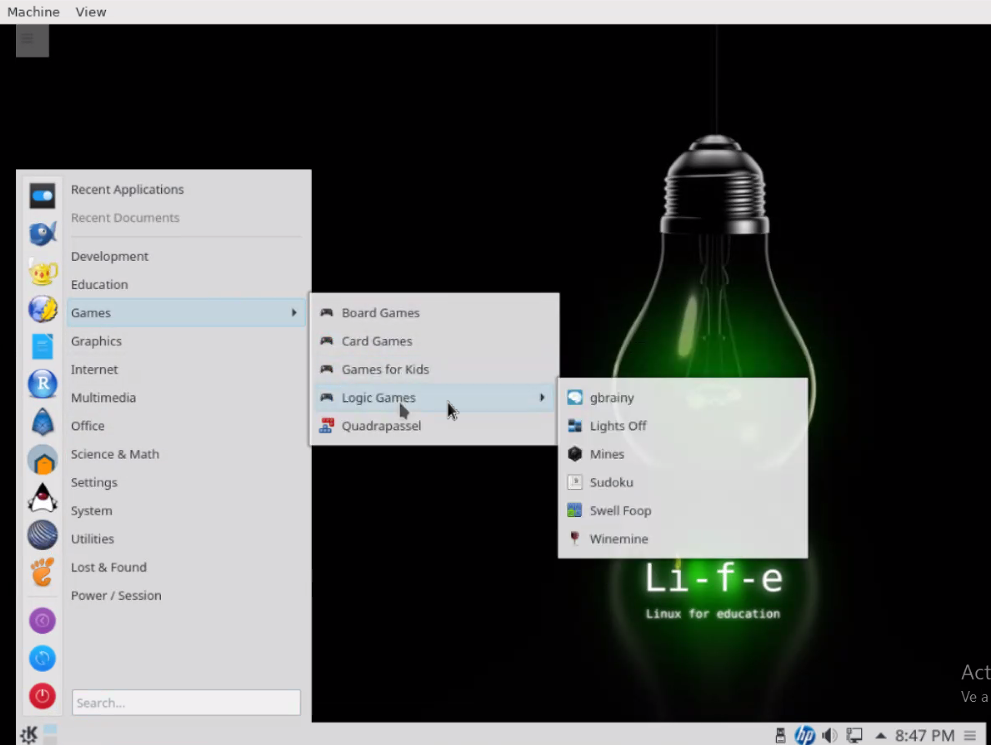 Machine View
Recent Applications
Recent Documents
Development
Education
Games
Graphics
Internet
Multimedia
Office
Science & Math
Settings
System
Utilities
Lost & Found
Power / Session
Search...
Board Games
Card Games
Games for Kids
Logic Games
Quadrapassel
gbrainy
Lights Off
Mines
Sudoku
Swell Foop
Winemine
Li-f-e
Linux for education
Act
Ve a
R
hp
8:47 PM